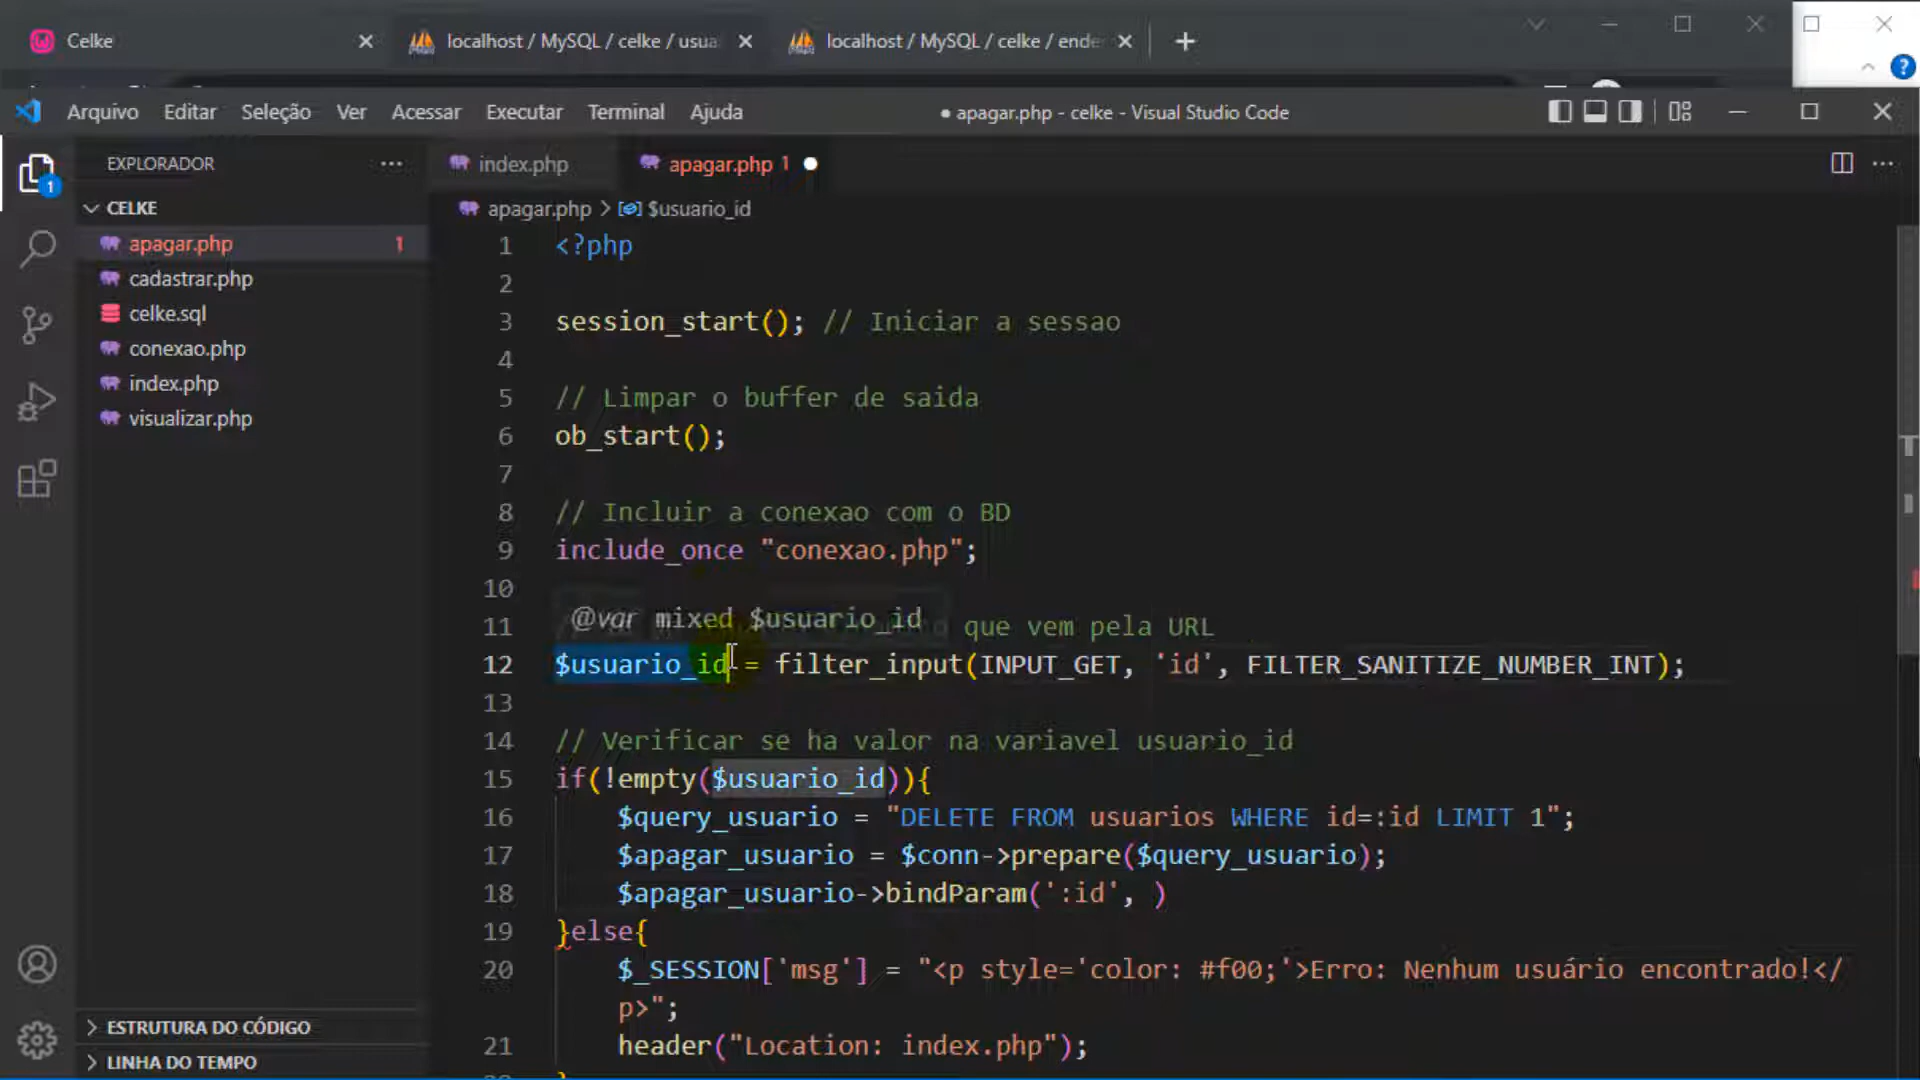 Celke
localhost / MySQL / celke / usua
localhost / MySQL / celke / ende
Arquivo Editar Seleção Ver Acessar Executar Terminal Ajuda
● apagar.php - celke - Visual Studio Code
EXPLORADOR
index.php
apagar.php 1
CELKE
apagar.php > $usuario_id
apagar.php 1
cadastrar.php
celke.sql
conexao.php
index.php
visualizar.php
1 <?php
2
3 session_start(); // Iniciar a sessao
4
5 // Limpar o buffer de saida
6 ob_start();
7
8 // Incluir a conexao com o BD
9 include_once "conexao.php";
10
@var mixed $usuario_id
11 que vem pela URL
12 $usuario_id = filter_input(INPUT_GET, 'id', FILTER_SANITIZE_NUMBER_INT);
13
14 // Verificar se ha valor na variavel usuario_id
15 if(!empty($usuario_id)){
16 $query_usuario = "DELETE FROM usuarios WHERE id=:id LIMIT 1";
17 $apagar_usuario = $conn->prepare($query_usuario);
18 $apagar_usuario->bindParam(':id', )
19 }else{
20 $_SESSION['msg'] = "<p style='color: #f00;'>Erro: Nenhum usuário encontrado!</
p>";
21 header("Location: index.php");
ESTRUTURA DO CÓDIGO
LINHA DO TEMPO